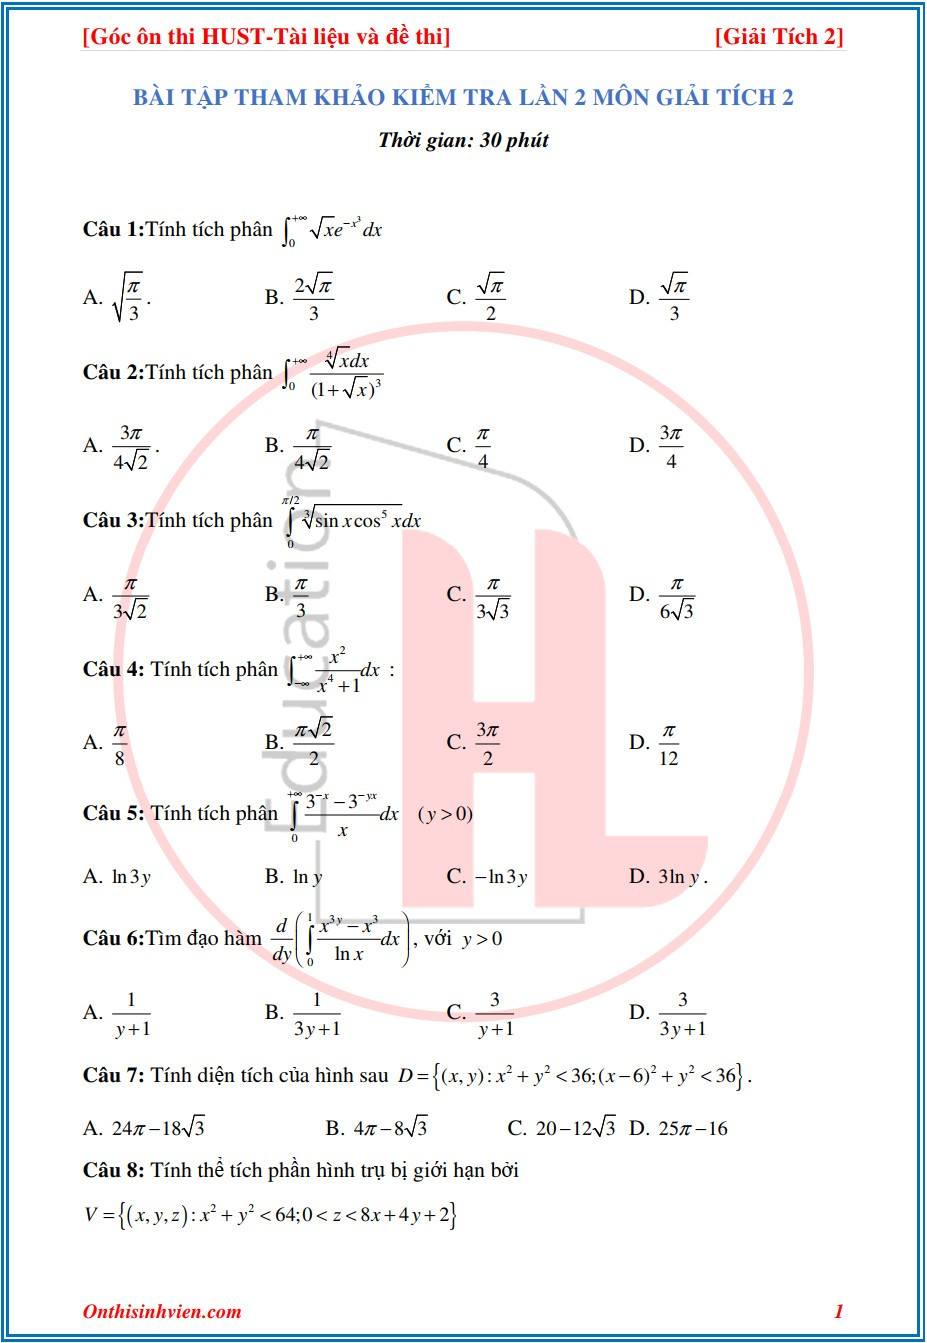 [Góc ôn thi HUST-Tài liệu và đề thi] [Giải Tích 2]
BÀI TẬP THAM KHẢO KIỂM TRA LẦN 2 MÔN GIẢI TÍCH 2
Thời gian: 30 phút
Câu 1:Tính tích phân $\int_0^{+\infty} \sqrt{x}e^{-x^3}dx$
A. $\sqrt{\frac{\pi}{3}}$. B. $\frac{2\sqrt{\pi}}{3}$ C. $\frac{\sqrt{\pi}}{2}$ D. $\frac{\sqrt{\pi}}{3}$
Câu 2:Tính tích phân $\int_0^{+\infty} \frac{\sqrt[4]{x}dx}{(1+\sqrt{x})^3}$
A. $\frac{3\pi}{4\sqrt{2}}$. B. $\frac{\pi}{4\sqrt{2}}$ C. $\frac{\pi}{4}$ D. $\frac{3\pi}{4}$
Câu 3:Tính tích phân $\int_0^{\pi/2} \sqrt[3]{\sin x\cos^5 x}dx$
A. $\frac{\pi}{3\sqrt{2}}$ B. $\frac{\pi}{3}$ C. $\frac{\pi}{3\sqrt{3}}$ D. $\frac{\pi}{6\sqrt{3}}$
Câu 4: Tính tích phân $\int_{-\infty}^{+\infty} \frac{x^2}{x^4+1}dx$ :
A. $\frac{\pi}{8}$ B. $\frac{\pi\sqrt{2}}{2}$ C. $\frac{3\pi}{2}$ D. $\frac{\pi}{12}$
Câu 5: Tính tích phân $\int_0^{+\infty} \frac{3^{-x}-3^{-yx}}{x}dx$ $(y>0)$
A. $\ln 3y$ B. $\ln y$ C. $-\ln 3y$ D. $3\ln y$.
Câu 6:Tìm đạo hàm $\frac{d}{dy}\left(\int_0^1 \frac{x^{3y}-x^3}{\ln x}dx\right)$, với $y>0$
A. $\frac{1}{y+1}$ B. $\frac{1}{3y+1}$ C. $\frac{3}{y+1}$ D. $\frac{3}{3y+1}$
Câu 7: Tính diện tích của hình sau $D=\{(x,y):x^2+y^2<36;(x-6)^2+y^2<36\}$.
A. $24\pi-18\sqrt{3}$ B. $4\pi-8\sqrt{3}$ C. $20-12\sqrt{3}$ D. $25\pi-16$
Câu 8: Tính thể tích phần hình trụ bị giới hạn bởi
$V=\{(x,y,z):x^2+y^2<64;0<z<8x+4y+2\}$
Education
HL
Onthisinhvien.com 1